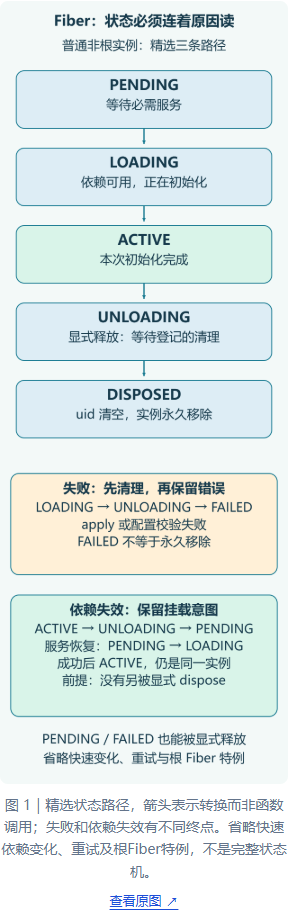 Fiber：状态必须连着原因读
普通非根实例：精选三条路径
PENDING
等待必需服务
LOADING
依赖可用，正在初始化
ACTIVE
本次初始化完成
UNLOADING
显式释放：等待登记的清理
DISPOSED
uid 清空，实例永久移除
失败：先清理，再保留错误
LOADING → UNLOADING → FAILED
apply 或配置校验失败
FAILED 不等于永久移除
依赖失效：保留挂载意图
ACTIVE → UNLOADING → PENDING
服务恢复：PENDING → LOADING
成功后 ACTIVE，仍是同一实例
前提：没有另被显式 dispose
PENDING / FAILED 也能被显式释放
省略快速变化、重试与根 Fiber 特例
图 1｜精选状态路径，箭头表示转换而非函数
调用；失败和依赖失效有不同终点。省略快速
依赖变化、重试及根Fiber特例，不是完整状态
机。
查看原图 ↗